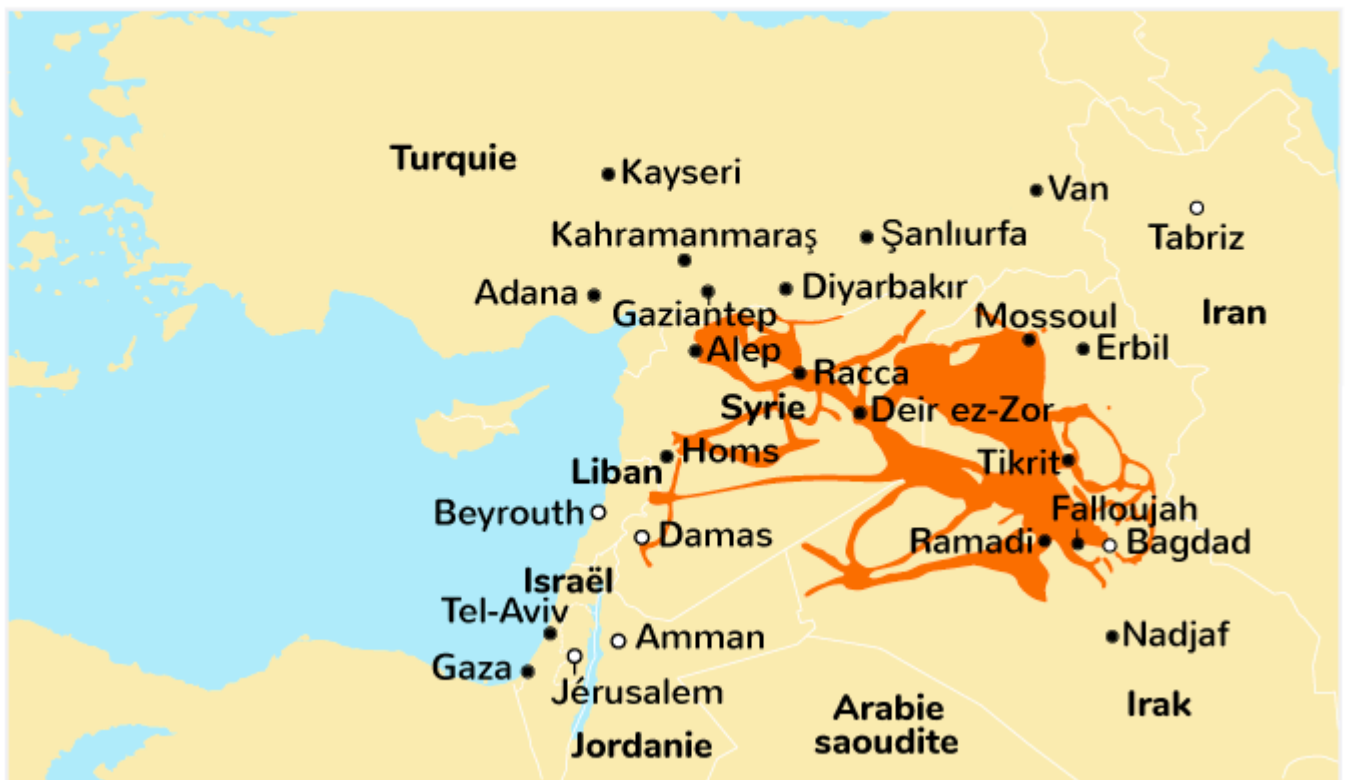 Turquie
Kayseri
Van
Tabriz
Kahramanmaraş
Şanlıurfa
Adana
Diyarbakır
Gaziantep
Mossoul
Iran
Alep
Erbil
Racca
Syrie
Deir ez-Zor
Homs
Liban
Tikrit
Beyrouth
Falloujah
Damas
Ramadi
Bagdad
Israël
Tel-Aviv
Amman
Nadjaf
Gaza
Jérusalem
Arabie
saoudite
Irak
Jordanie